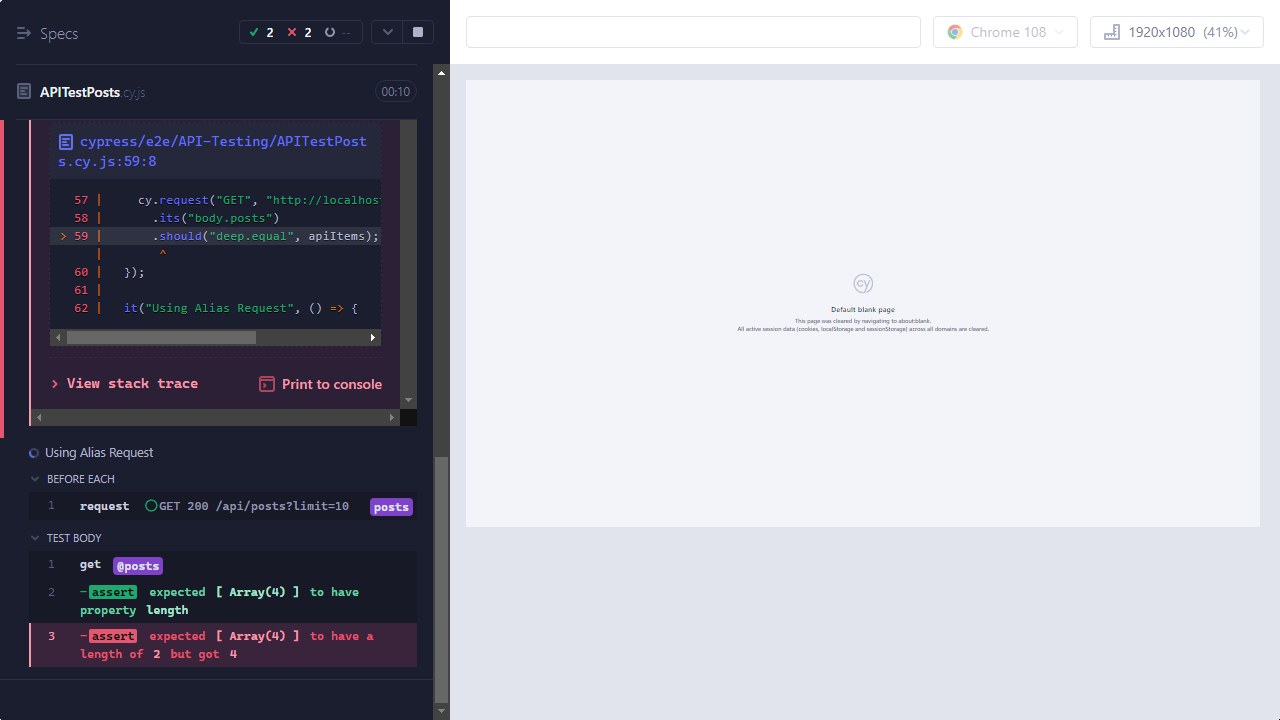 Specs
2
2
--
Chrome 108
1920x1080 (41%)
APITestPosts.cy.js
00:10
cypress/e2e/API-Testing/APITestPost
s.cy.js:59:8
57 | cy.request("GET", "http://localhos
58 | .its("body.posts")
> 59 | .should("deep.equal", apiItems);
| ^
60 | });
61 |
62 | it("Using Alias Request", () => {
View stack trace
Print to console
Using Alias Request
BEFORE EACH
1 request GET 200 /api/posts?limit=10 posts
TEST BODY
1 get @posts
2 -assert expected [ Array(4) ] to have
property length
3 -assert expected [ Array(4) ] to have a
length of 2 but got 4
cy
Default blank page
This page was cleared by navigating to about:blank.
All active session data (cookies, localStorage and sessionStorage) across all domains are cleared.